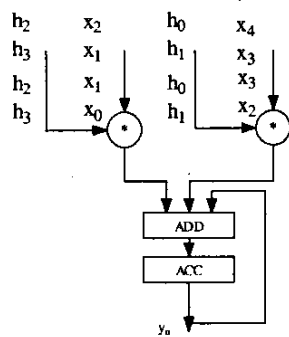 h₂ x₂ h₀ x₄
h₃ x₁ h₁ x₃
h₂ x₁ h₀ x₃
h₃ x₀ h₁ x₂
* *
ADD
ACC
yₙ